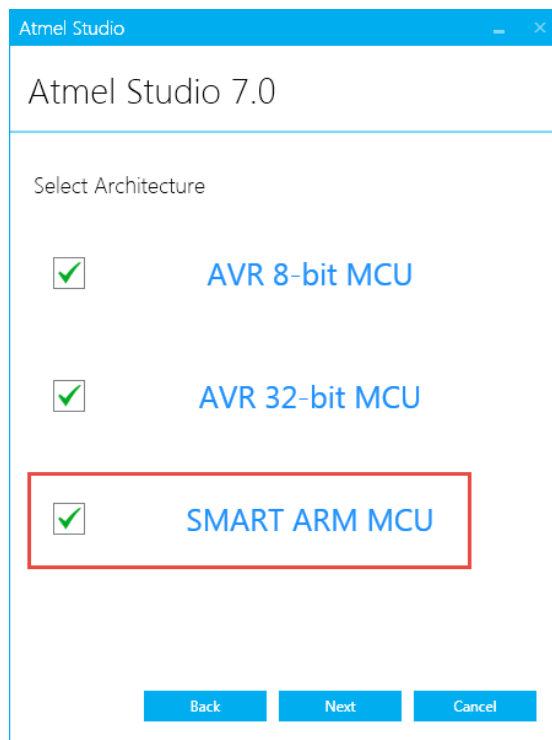 Atmel Studio
Atmel Studio 7.0
Select Architecture
AVR 8-bit MCU
AVR 32-bit MCU
SMART ARM MCU
Back Next Cancel